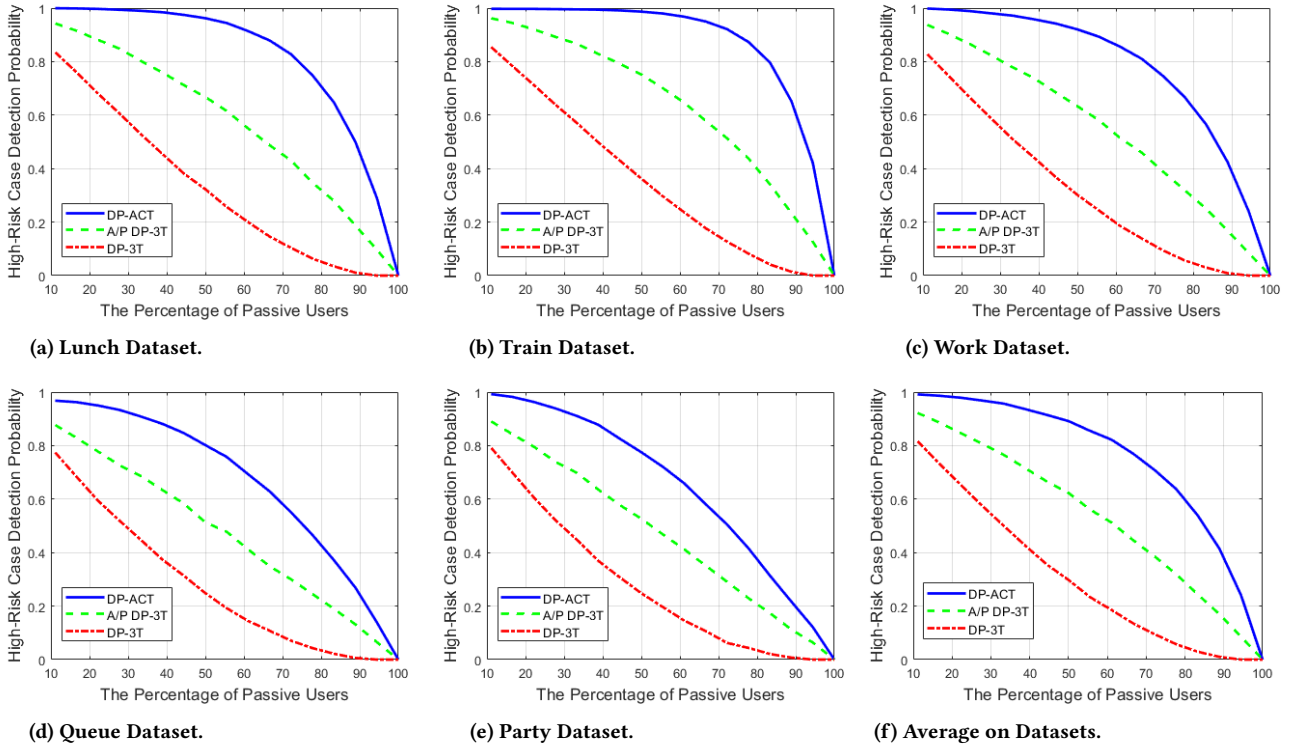 High-Risk Case Detection Probability
1
0.8
0.6
0.4
0.2
0
DP-ACT
A/P DP-3T
DP-3T
10 20 30 40 50 60 70 80 90 100
The Percentage of Passive Users
(a) Lunch Dataset.
High-Risk Case Detection Probability
1
0.8
0.6
0.4
0.2
0
DP-ACT
A/P DP-3T
DP-3T
10 20 30 40 50 60 70 80 90 100
The Percentage of Passive Users
(b) Train Dataset.
High-Risk Case Detection Probability
1
0.8
0.6
0.4
0.2
0
DP-ACT
A/P DP-3T
DP-3T
10 20 30 40 50 60 70 80 90 100
The Percentage of Passive Users
(c) Work Dataset.
High-Risk Case Detection Probability
1
0.8
0.6
0.4
0.2
0
DP-ACT
A/P DP-3T
DP-3T
10 20 30 40 50 60 70 80 90 100
The Percentage of Passive Users
(d) Queue Dataset.
High-Risk Case Detection Probability
1
0.8
0.6
0.4
0.2
0
DP-ACT
A/P DP-3T
DP-3T
10 20 30 40 50 60 70 80 90 100
The Percentage of Passive Users
(e) Party Dataset.
High-Risk Case Detection Probability
1
0.8
0.6
0.4
0.2
0
DP-ACT
A/P DP-3T
DP-3T
10 20 30 40 50 60 70 80 90 100
The Percentage of Passive Users
(f) Average on Datasets.